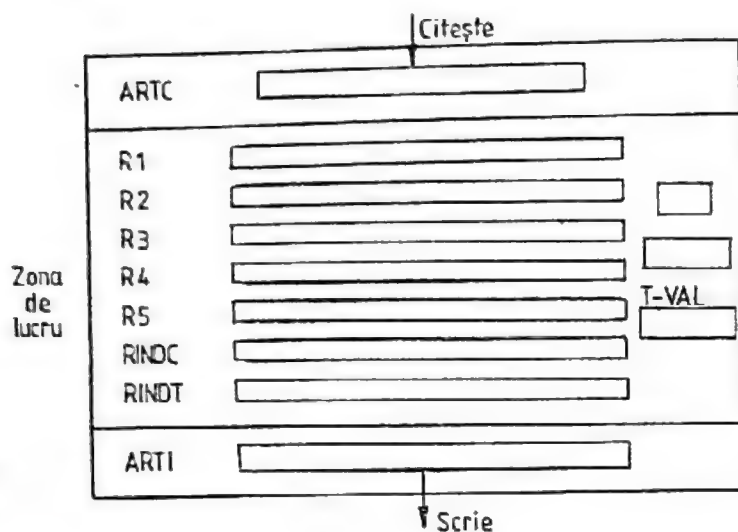 Citește
ARTC
R1
R2
R3
R4
R5
T-VAL
RINDC
RINDT
Zona
de
lucru
ARTI
Scrie